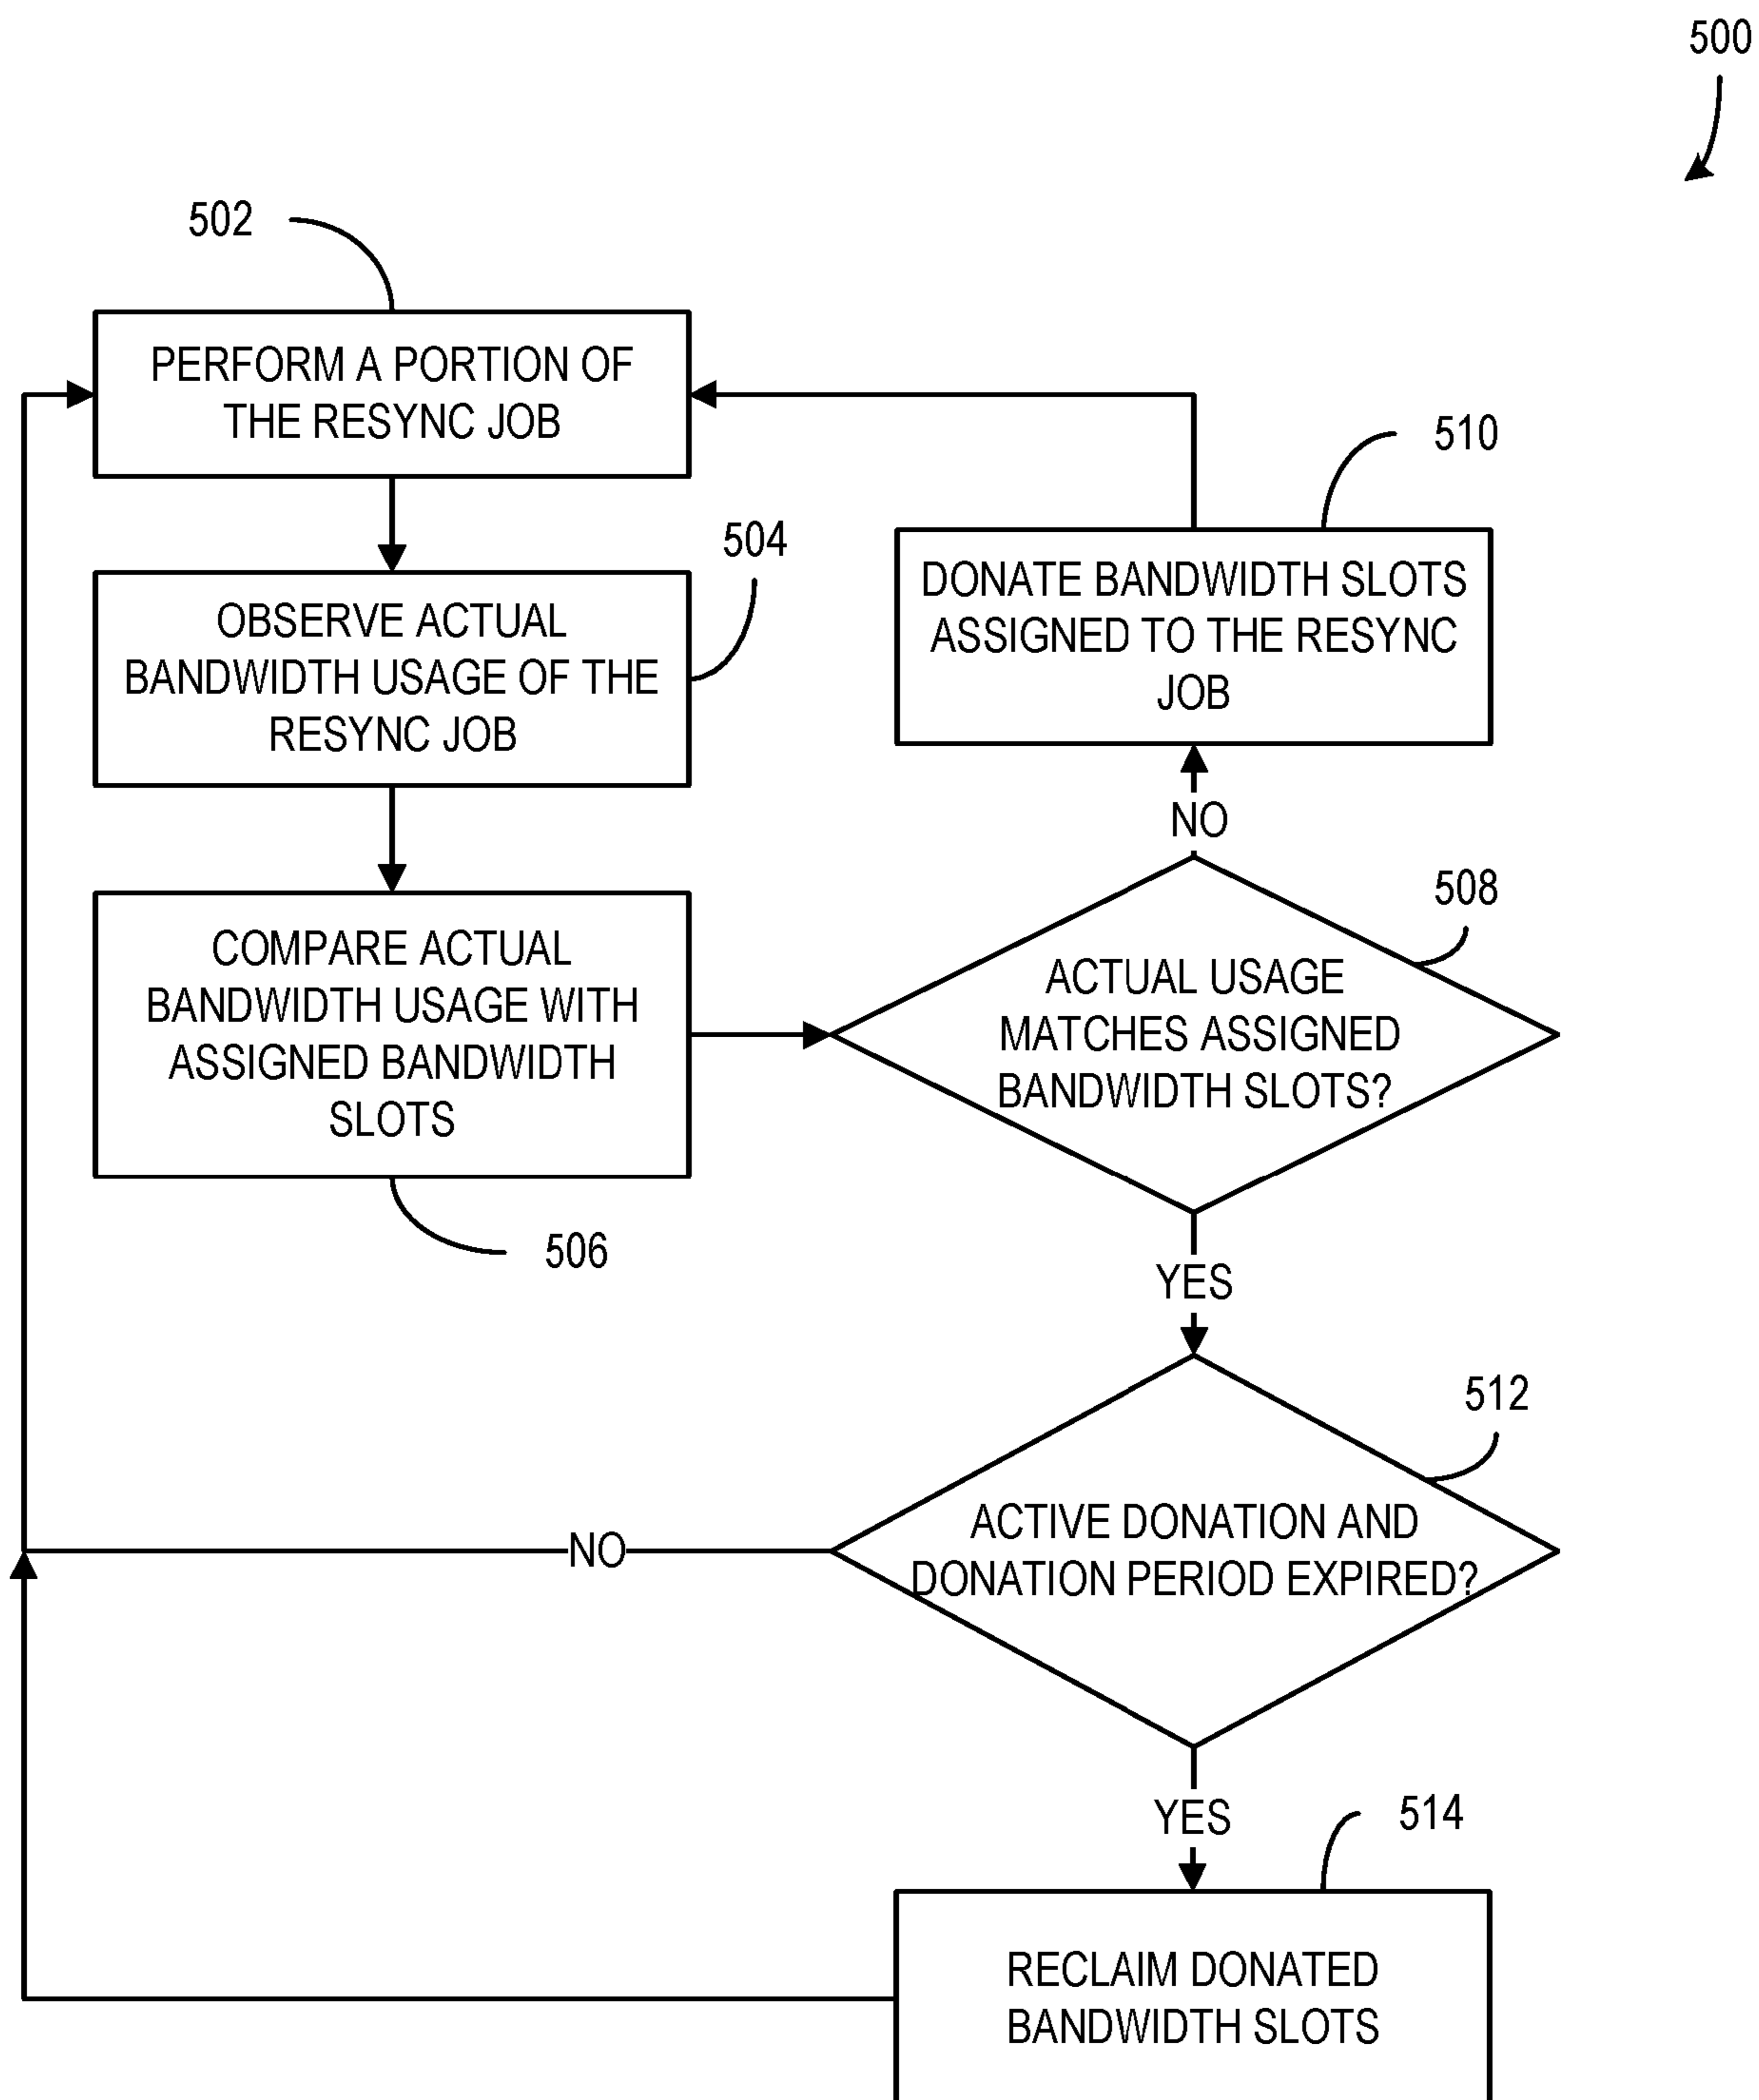 500
502
PERFORM A PORTION OF
THE RESYNC JOB
510
504
DONATE BANDWIDTH SLOTS
ASSIGNED TO THE RESYNC
JOB
OBSERVE ACTUAL
BANDWIDTH USAGE OF THE
RESYNC JOB
NO
508
COMPARE ACTUAL
BANDWIDTH USAGE WITH
ASSIGNED BANDWIDTH
SLOTS
ACTUAL USAGE
MATCHES ASSIGNED
BANDWIDTH SLOTS?
506
YES
512
ACTIVE DONATION AND
DONATION PERIOD EXPIRED?
NO
YES
514
RECLAIM DONATED
BANDWIDTH SLOTS